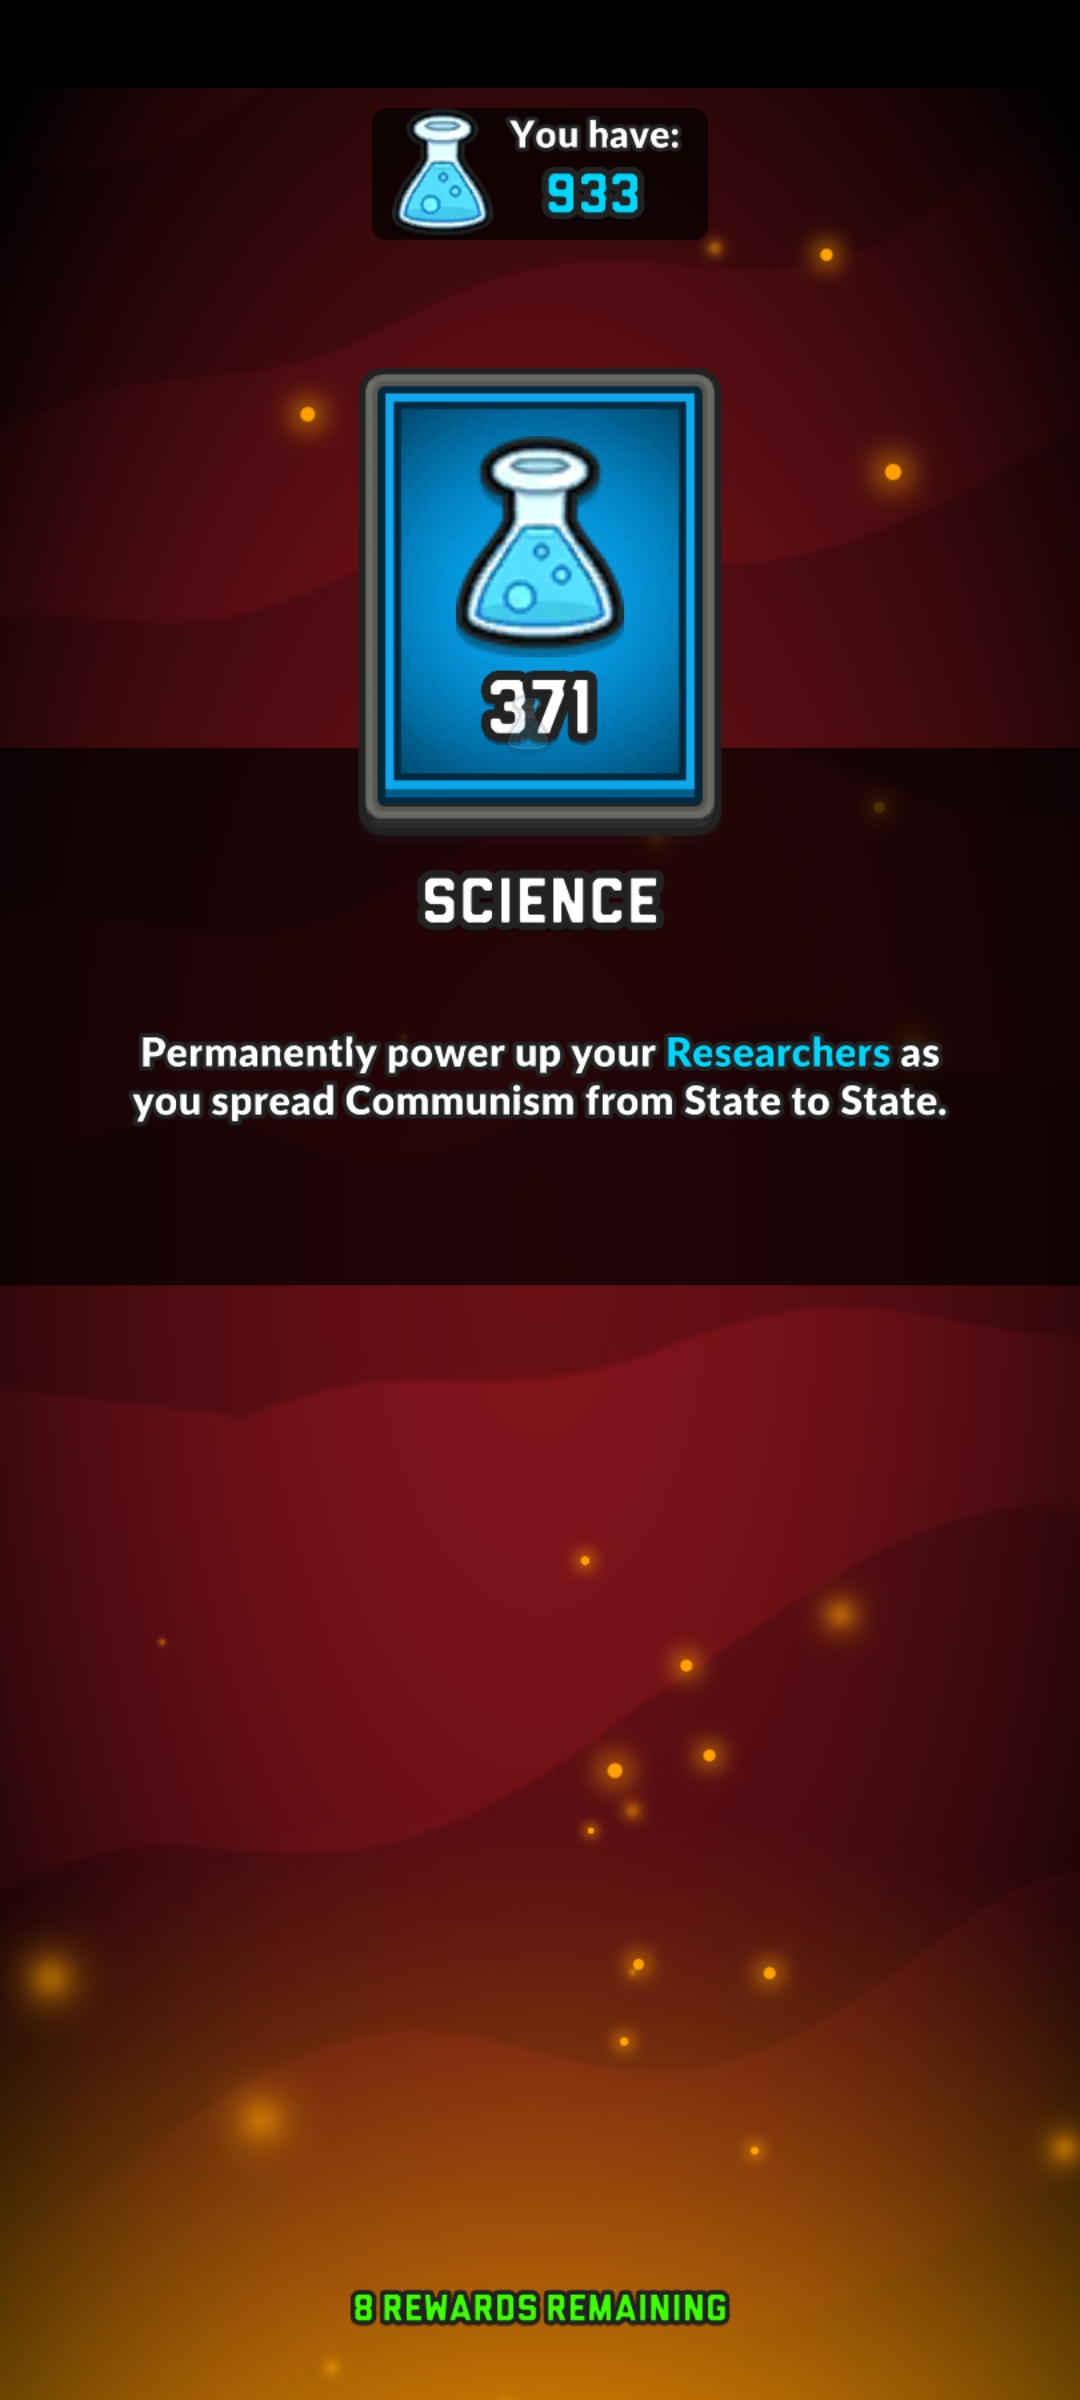 You have:
933
371
SCIENCE
Permanently power up your Researchers as
you spread Communism from State to State.
8 REWARDS REMAINING